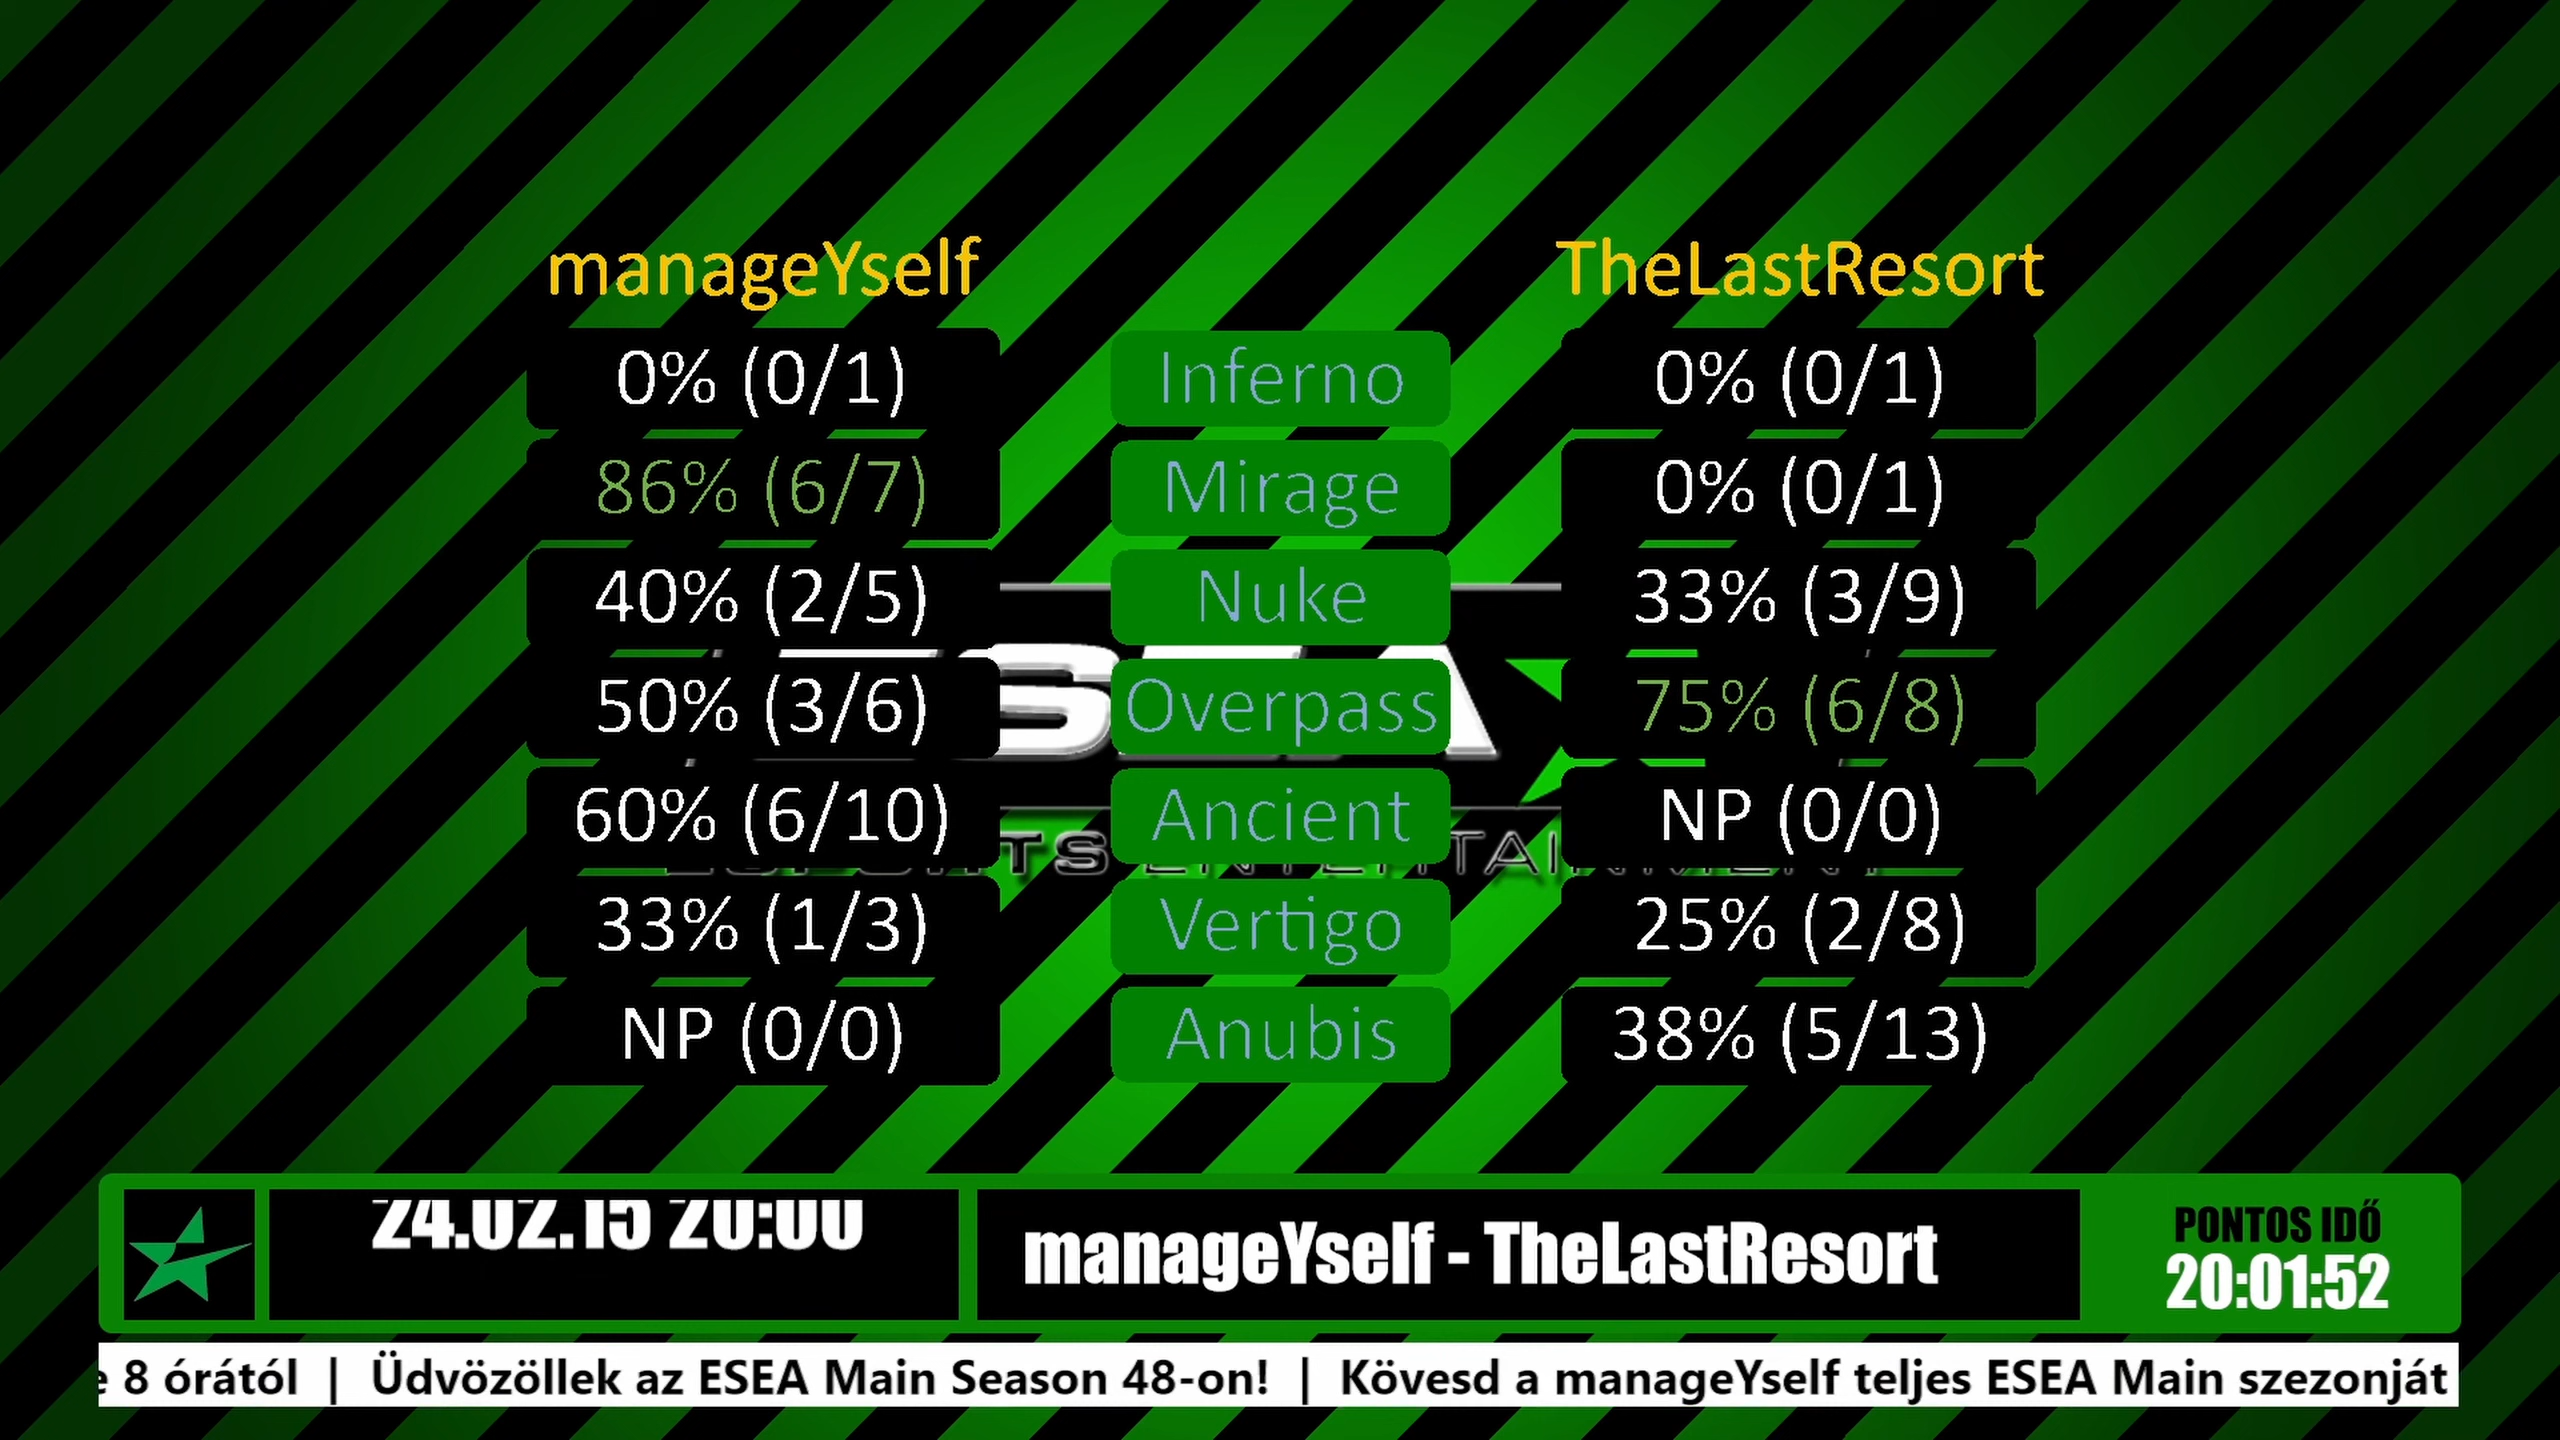 manageYself TheLastResort
0% (0/1) Inferno 0% (0/1)
86% (6/7) Mirage 0% (0/1)
40% (2/5) Nuke 33% (3/9)
50% (3/6) Overpass 75% (6/8)
60% (6/10) Ancient NP (0/0)
33% (1/3) Vertigo 25% (2/8)
NP (0/0) Anubis 38% (5/13)
24.02.15 20:00
manageYself - TheLastResort
PONTOS IDŐ
20:01:52
8 órától | Üdvözöllek az ESEA Main Season 48-on! | Kövesd a manageYself teljes ESEA Main szezonját